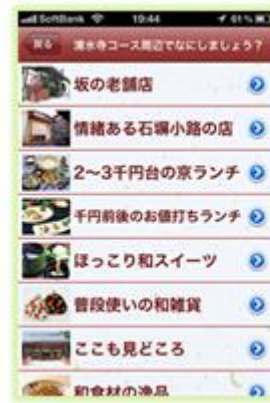 SoftBank 19:44 61%
戻る 清水寺コース周辺でなにしましょう？
坂の老舗店
情緒ある石塀小路の店
2〜3千円台の京ランチ
千円前後のお値打ちランチ
ほっこり和スイーツ
普段使いの和雑貨
ここも見どころ
和食材の逸品